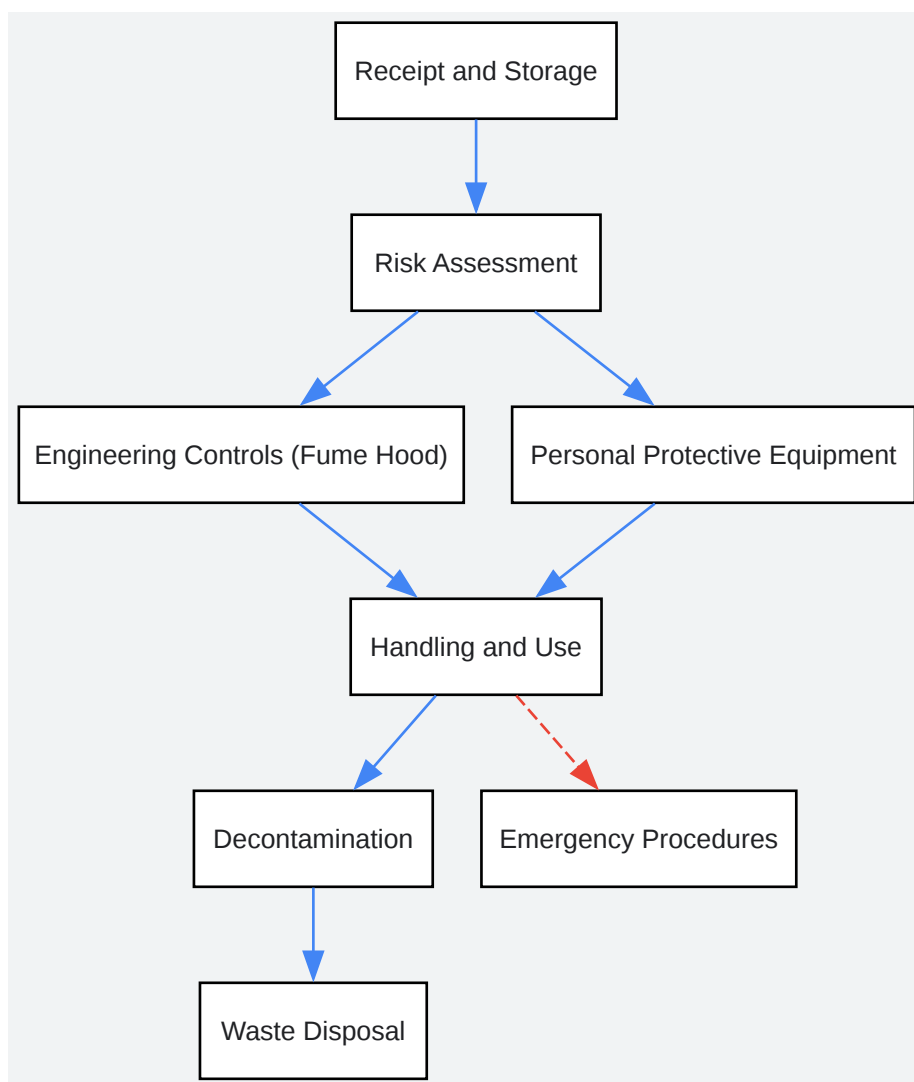 Receipt and Storage
Risk Assessment
Engineering Controls (Fume Hood)
Personal Protective Equipment
Handling and Use
Decontamination
Emergency Procedures
Waste Disposal